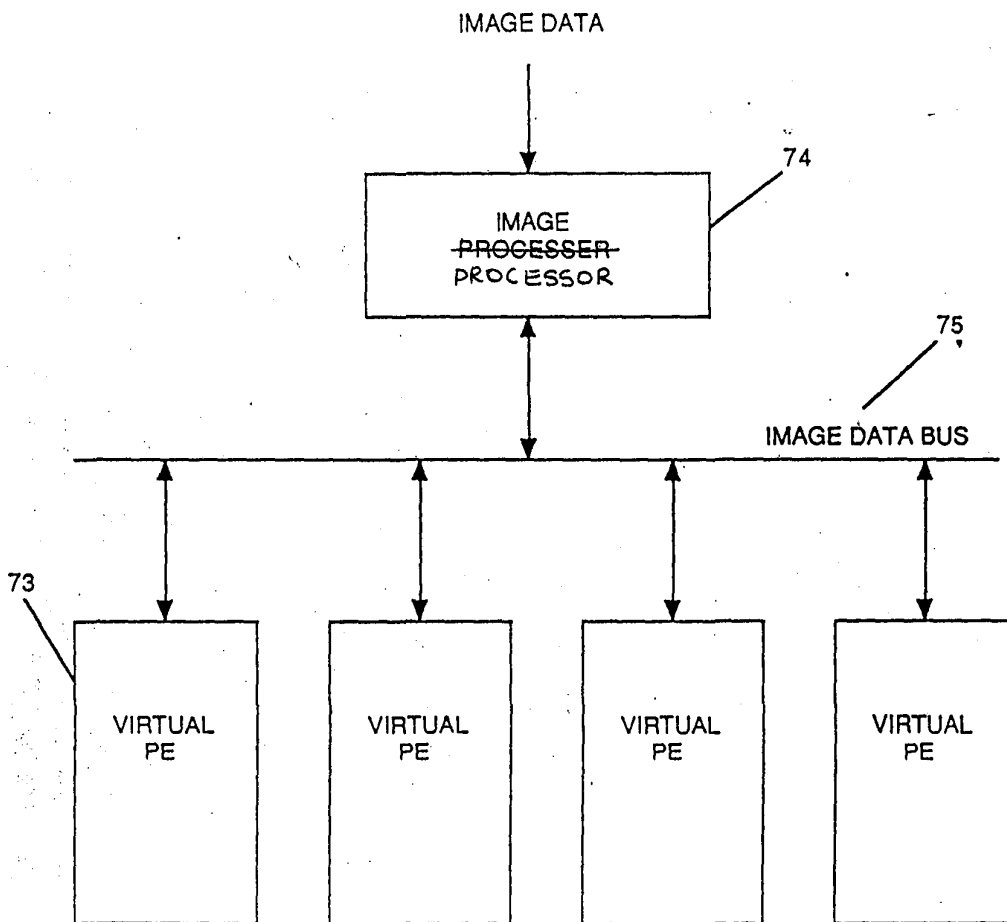 IMAGE DATA
74
IMAGE
PROCESSER
PROCESSOR
75
IMAGE DATA BUS
73
VIRTUAL
PE
VIRTUAL
PE
VIRTUAL
PE
VIRTUAL
PE